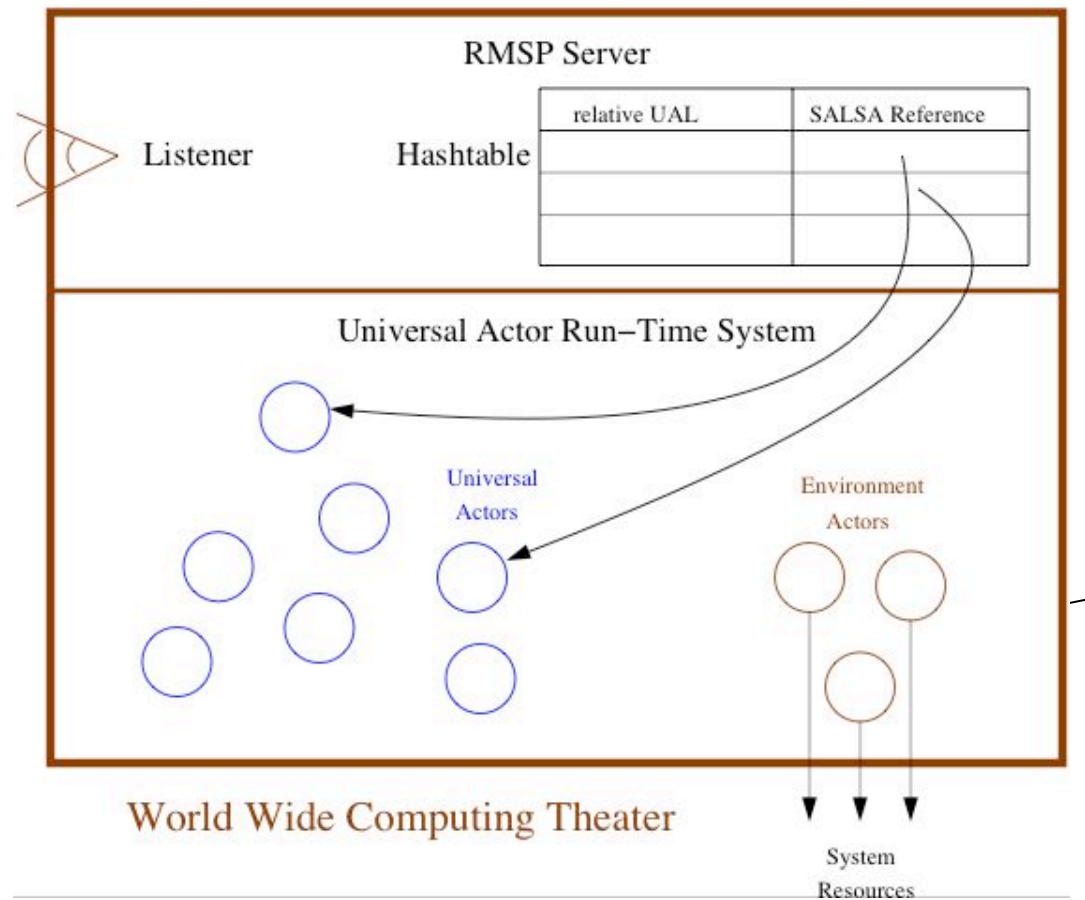 RMSP Server
relative UAL
SALSA Reference
Listener
Hashtable
Universal Actor Run−Time System
Universal
Actors
Environment
Actors
World Wide Computing Theater
System
Resources